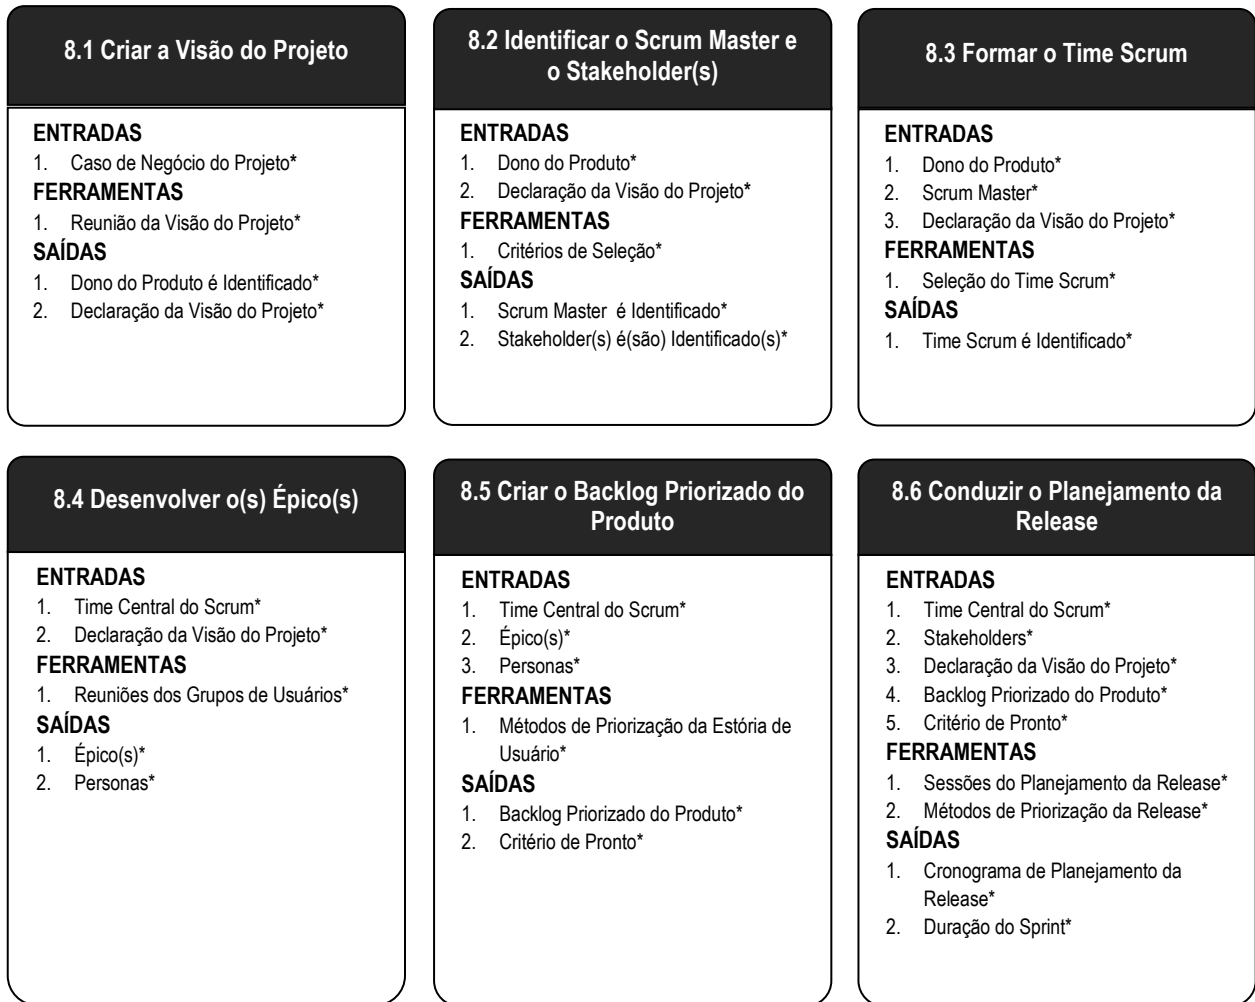 8.1 Criar a Visão do Projeto
ENTRADAS
1. Caso de Negócio do Projeto*
FERRAMENTAS
1. Reunião da Visão do Projeto*
SAÍDAS
1. Dono do Produto é Identificado*
2. Declaração da Visão do Projeto*
8.2 Identificar o Scrum Master e
o Stakeholder(s)
ENTRADAS
1. Dono do Produto*
2. Declaração da Visão do Projeto*
FERRAMENTAS
1. Critérios de Seleção*
SAÍDAS
1. Scrum Master é Identificado*
2. Stakeholder(s) é(são) Identificado(s)*
8.3 Formar o Time Scrum
ENTRADAS
1. Dono do Produto*
2. Scrum Master*
3. Declaração da Visão do Projeto*
FERRAMENTAS
1. Seleção do Time Scrum*
SAÍDAS
1. Time Scrum é Identificado*
8.4 Desenvolver o(s) Épico(s)
ENTRADAS
1. Time Central do Scrum*
2. Declaração da Visão do Projeto*
FERRAMENTAS
1. Reuniões dos Grupos de Usuários*
SAÍDAS
1. Épico(s)*
2. Personas*
8.5 Criar o Backlog Priorizado do
Produto
ENTRADAS
1. Time Central do Scrum*
2. Épico(s)*
3. Personas*
FERRAMENTAS
1. Métodos de Priorização da Estória de
Usuário*
SAÍDAS
1. Backlog Priorizado do Produto*
2. Critério de Pronto*
8.6 Conduzir o Planejamento da
Release
ENTRADAS
1. Time Central do Scrum*
2. Stakeholders*
3. Declaração da Visão do Projeto*
4. Backlog Priorizado do Produto*
5. Critério de Pronto*
FERRAMENTAS
1. Sessões do Planejamento da Release*
2. Métodos de Priorização da Release*
SAÍDAS
1. Cronograma de Planejamento da
Release*
2. Duração do Sprint*